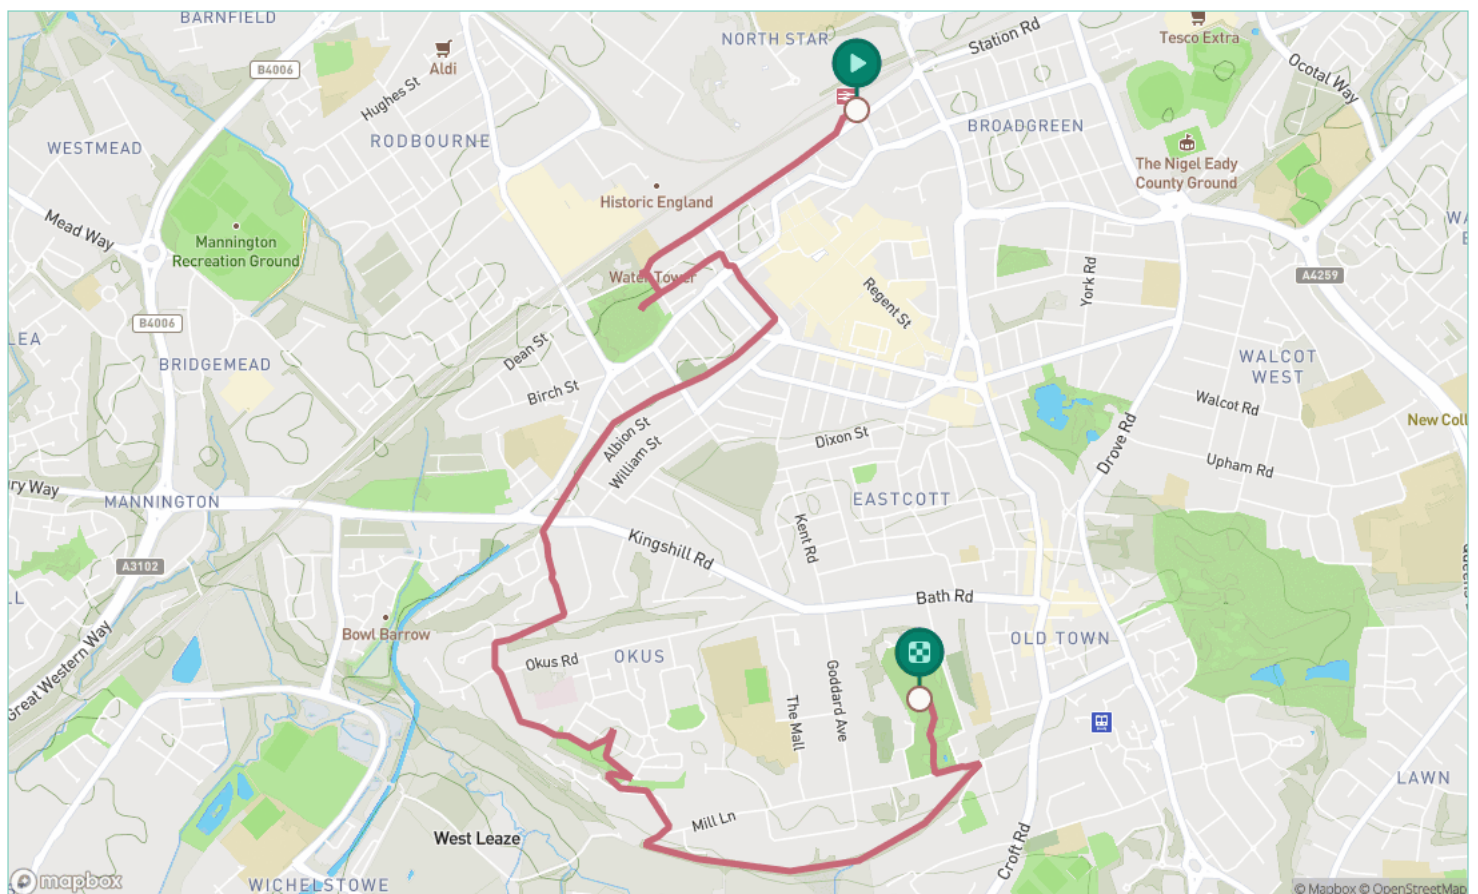 BARNFIELD
NORTH STAR
Station Rd
Tesco Extra
B4006
Aldi
Ocotal Way
Hughes St
RODBOURNE
BROADGREEN
WESTMEAD
The Nigel Eady
County Ground
Historic England
Mead Way
Mannington
Recreation Ground
Water Tower
A4259
York Rd
Regent St
B4006
Dean St
BRIDGEMEAD
WALCOT
WEST
Birch St
Walcot Rd
New Coll
Albion St
William St
Dixon St
Drove Rd
Upham Rd
MANNINGTON
EASTCOTT
Kent Rd
Kingshill Rd
A3102
Bath Rd
Bowl Barrow
OLD TOWN
Great Western Way
Okus Rd
OKUS
Goddard Ave
The Mall
LAWN
Mill Ln
West Leaze
Croft Rd
WICHELSTOWE
mapbox
© Mapbox © OpenStreetMap